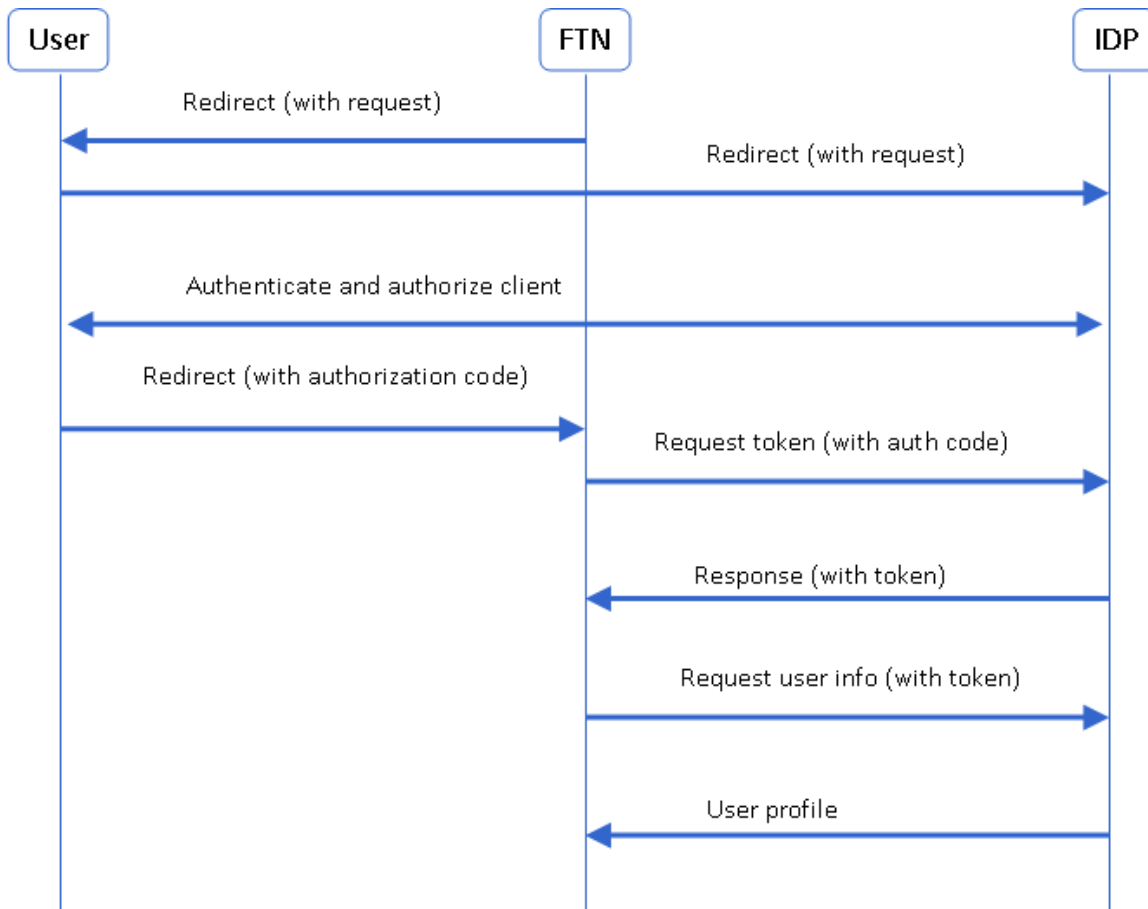 User
FTN
IDP
Redirect (with request)
Redirect (with request)
Authenticate and authorize client
Redirect (with authorization code)
Request token (with auth code)
Response (with token)
Request user info (with token)
User profile